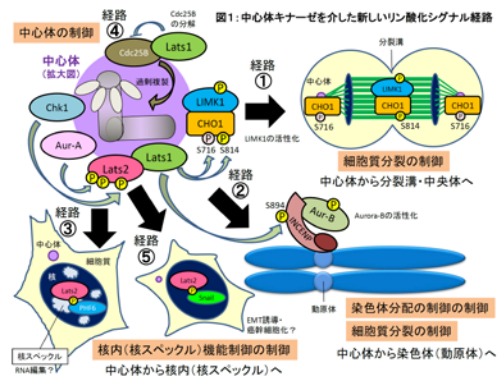 図1:中心体キナーゼを介した新しいリン酸化シグナル経路
中心体の制御
経路
④
Cdc25Bの分解
Cdc25B
Lats1
中心体
(拡大図)
過剰複製
Chk1
Aur-A
P
P
LIMK1
CHO1
P
P
S716
S814
Lats1
Lats2
P
P
P
P
経路
①
LIMK1の活性化
分裂溝
中心体
P
LIMK1
CHO1
CHO1
CHO1
P
P
P
S716
S814
S716
細胞質分裂の制御
中心体から分裂溝・中央体へ
経路
②
S894
P
Aur-B
P
INCENP
Aurora-Bの活性化
動原体
染色体分配の制御の制御
細胞質分裂の制御
中心体から染色体(動原体)へ
経路
③
中心体
細胞質
核
Lats2
P
PHF6
核スペックル
RNA編集?
経路
⑤
Lats2
P
Snail
EMT誘導・
癌幹細胞化?
核内(核スペックル)機能制御の制御
中心体から核内(核スペックル)へ